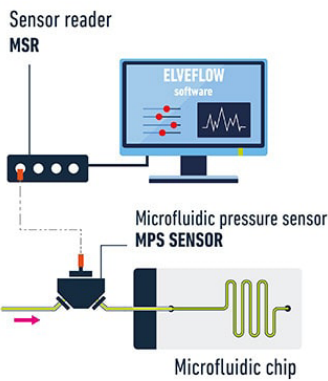 Sensor reader
MSR
ELVEFLOW
software
Microfluidic pressure sensor
MPS SENSOR
Microfluidic chip